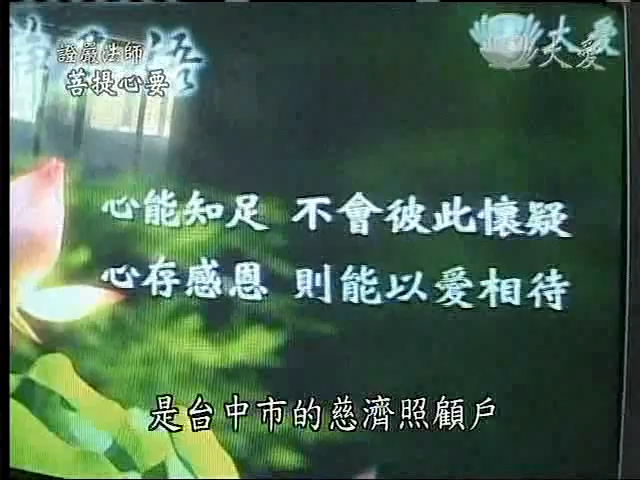 證嚴法師
菩提心要
大愛
大愛
心能知足 不會彼此懷疑
心存感恩 則能以愛相待
是台中市的慈濟照顧戶